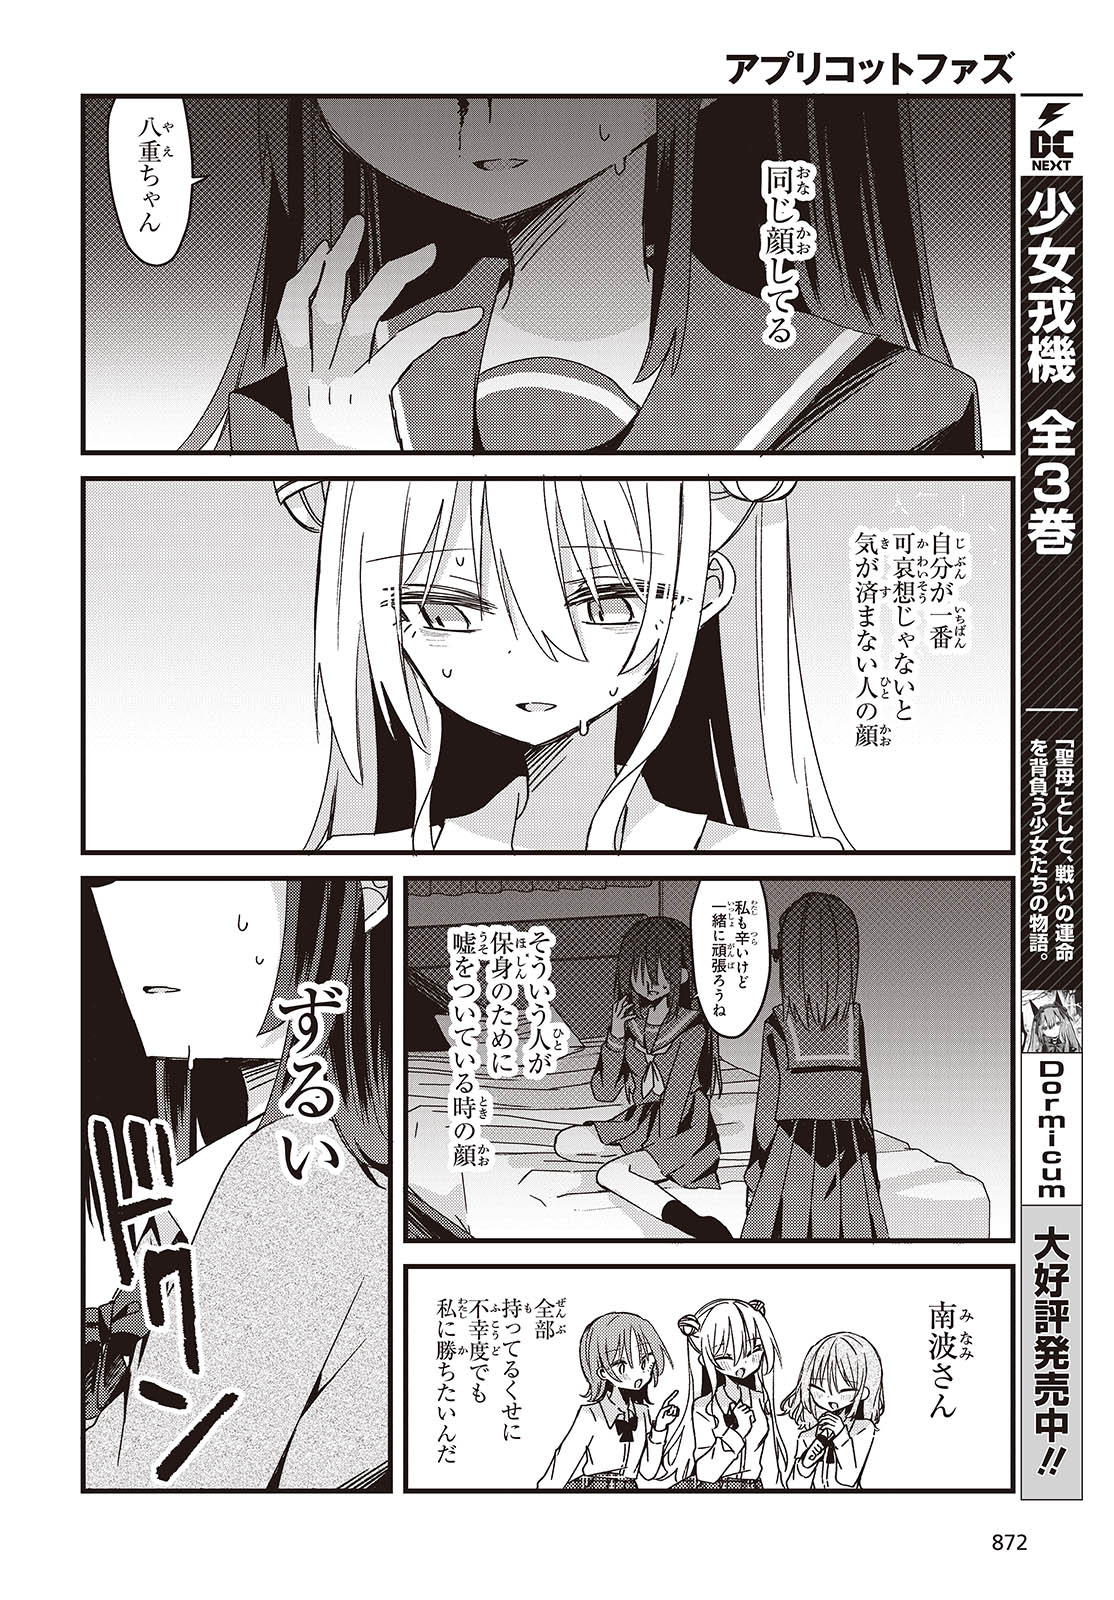 アプリコットファズ
DC
NEXT
少女戎機 全3巻
「聖母」として、戦いの運命
を背負う少女たちの物語。
Dormicum
大好評発売中!!
同じ顔してる
八重ちゃん
自分が一番
可哀想じゃないと
気が済まない人の顔
私も辛いけど
一緒に頑張ろうね
そういう人が
保身のために
嘘をついている時の顔
南波さん
全部
持ってるくせに
不幸度でも
私に勝ちたいんだ
ずるい
ドクン
872